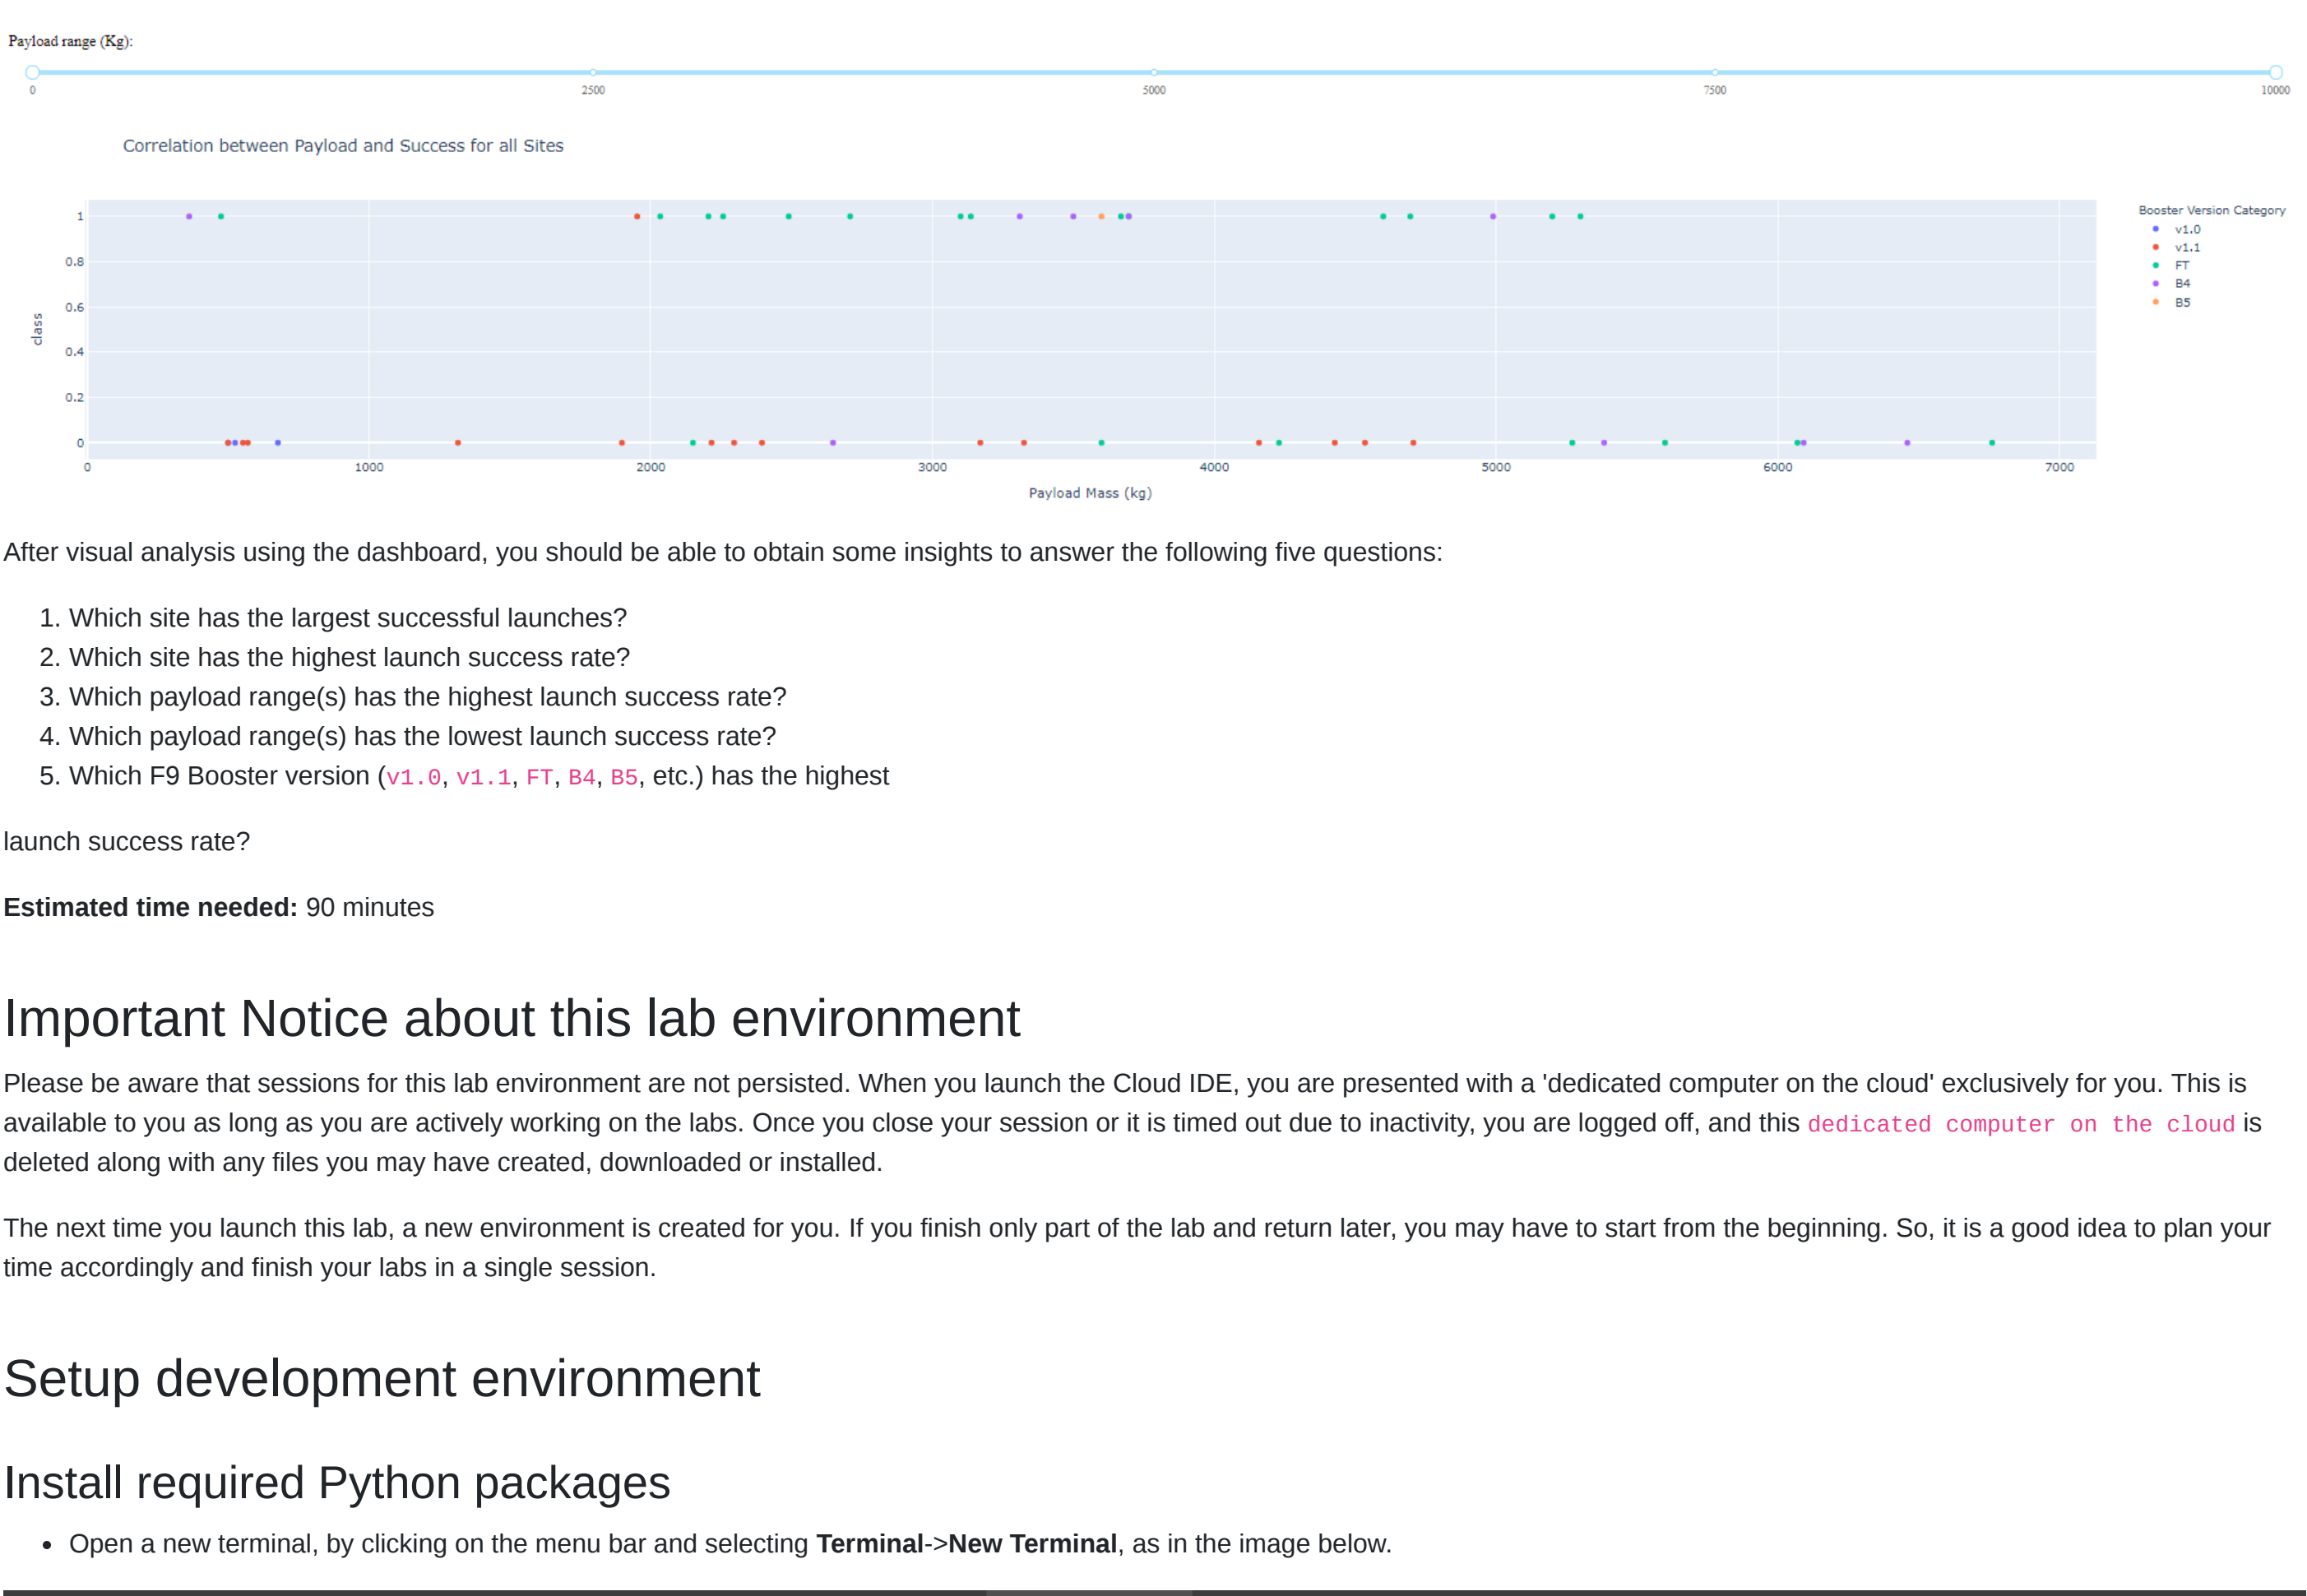 Payload range (Kg):
0 2500 5000 7500 10000
Correlation between Payload and Success for all Sites
Booster Version Category
v1.0
v1.1
FT
B4
B5
class
1
0.8
0.6
0.4
0.2
0
0 1000 2000 3000 4000 5000 6000 7000
Payload Mass (kg)
After visual analysis using the dashboard, you should be able to obtain some insights to answer the following five questions:
1. Which site has the largest successful launches?
2. Which site has the highest launch success rate?
3. Which payload range(s) has the highest launch success rate?
4. Which payload range(s) has the lowest launch success rate?
5. Which F9 Booster version (v1.0, v1.1, FT, B4, B5, etc.) has the highest
launch success rate?
Estimated time needed: 90 minutes
Important Notice about this lab environment
Please be aware that sessions for this lab environment are not persisted. When you launch the Cloud IDE, you are presented with a 'dedicated computer on the cloud' exclusively for you. This is
available to you as long as you are actively working on the labs. Once you close your session or it is timed out due to inactivity, you are logged off, and this dedicated computer on the cloud is
deleted along with any files you may have created, downloaded or installed.
The next time you launch this lab, a new environment is created for you. If you finish only part of the lab and return later, you may have to start from the beginning. So, it is a good idea to plan your
time accordingly and finish your labs in a single session.
Setup development environment
Install required Python packages
• Open a new terminal, by clicking on the menu bar and selecting Terminal->New Terminal, as in the image below.